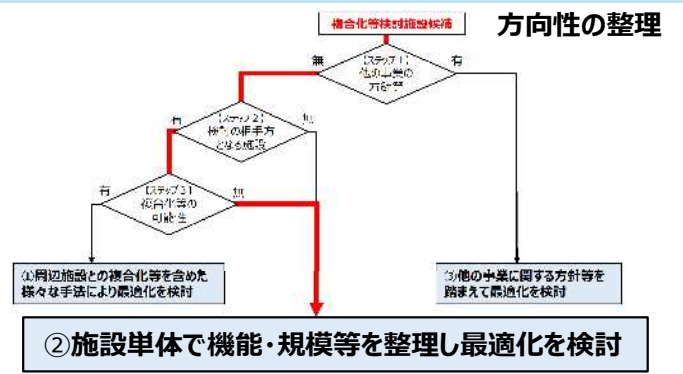 方向性の整理
複合化等検討施設候補
無
【ステップ1】
有
他の事業の
方針等
有
【ステップ2】
無
検討の相手方
となる施設
有
【ステップ3】
無
複合化等の
可能性
①周辺施設との複合化等を含めた
様々な手法により最適化を検討
③他の事業に関する方針等を
踏まえて最適化を検討
②施設単体で機能・規模等を整理し最適化を検討